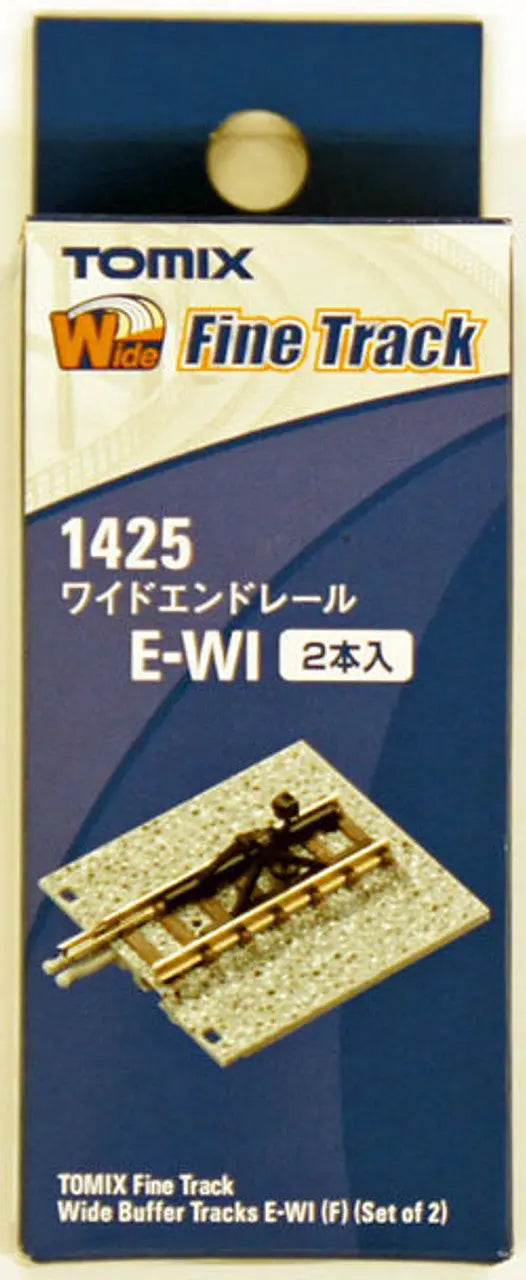 TOMIX
Wide Fine Track
1425
ワイドエンドレール
E-WI 2本入
TOMIX Fine Track
Wide Buffer Tracks E-WI (F) (Set of 2)